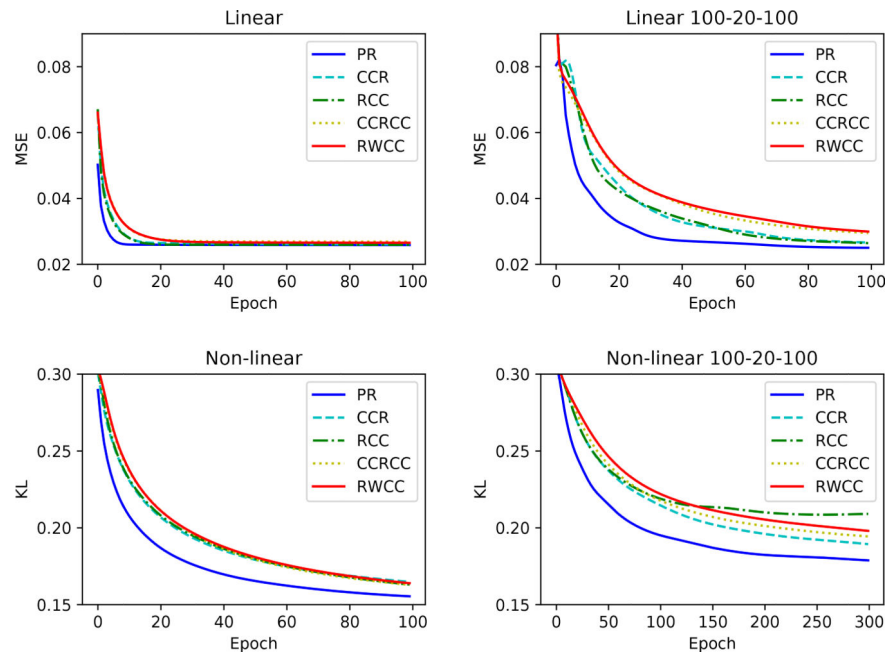 Linear
MSE
0.08
0.06
0.04
0.02
0 20 40 60 80 100
Epoch
PR
CCR
RCC
CCRCC
RWCC
Linear 100-20-100
MSE
0.08
0.06
0.04
0.02
0 20 40 60 80 100
Epoch
PR
CCR
RCC
CCRCC
RWCC
Non-linear
KL
0.30
0.25
0.20
0.15
0 20 40 60 80 100
Epoch
PR
CCR
RCC
CCRCC
RWCC
Non-linear 100-20-100
KL
0.30
0.25
0.20
0.15
0 50 100 150 200 250 300
Epoch
PR
CCR
RCC
CCRCC
RWCC